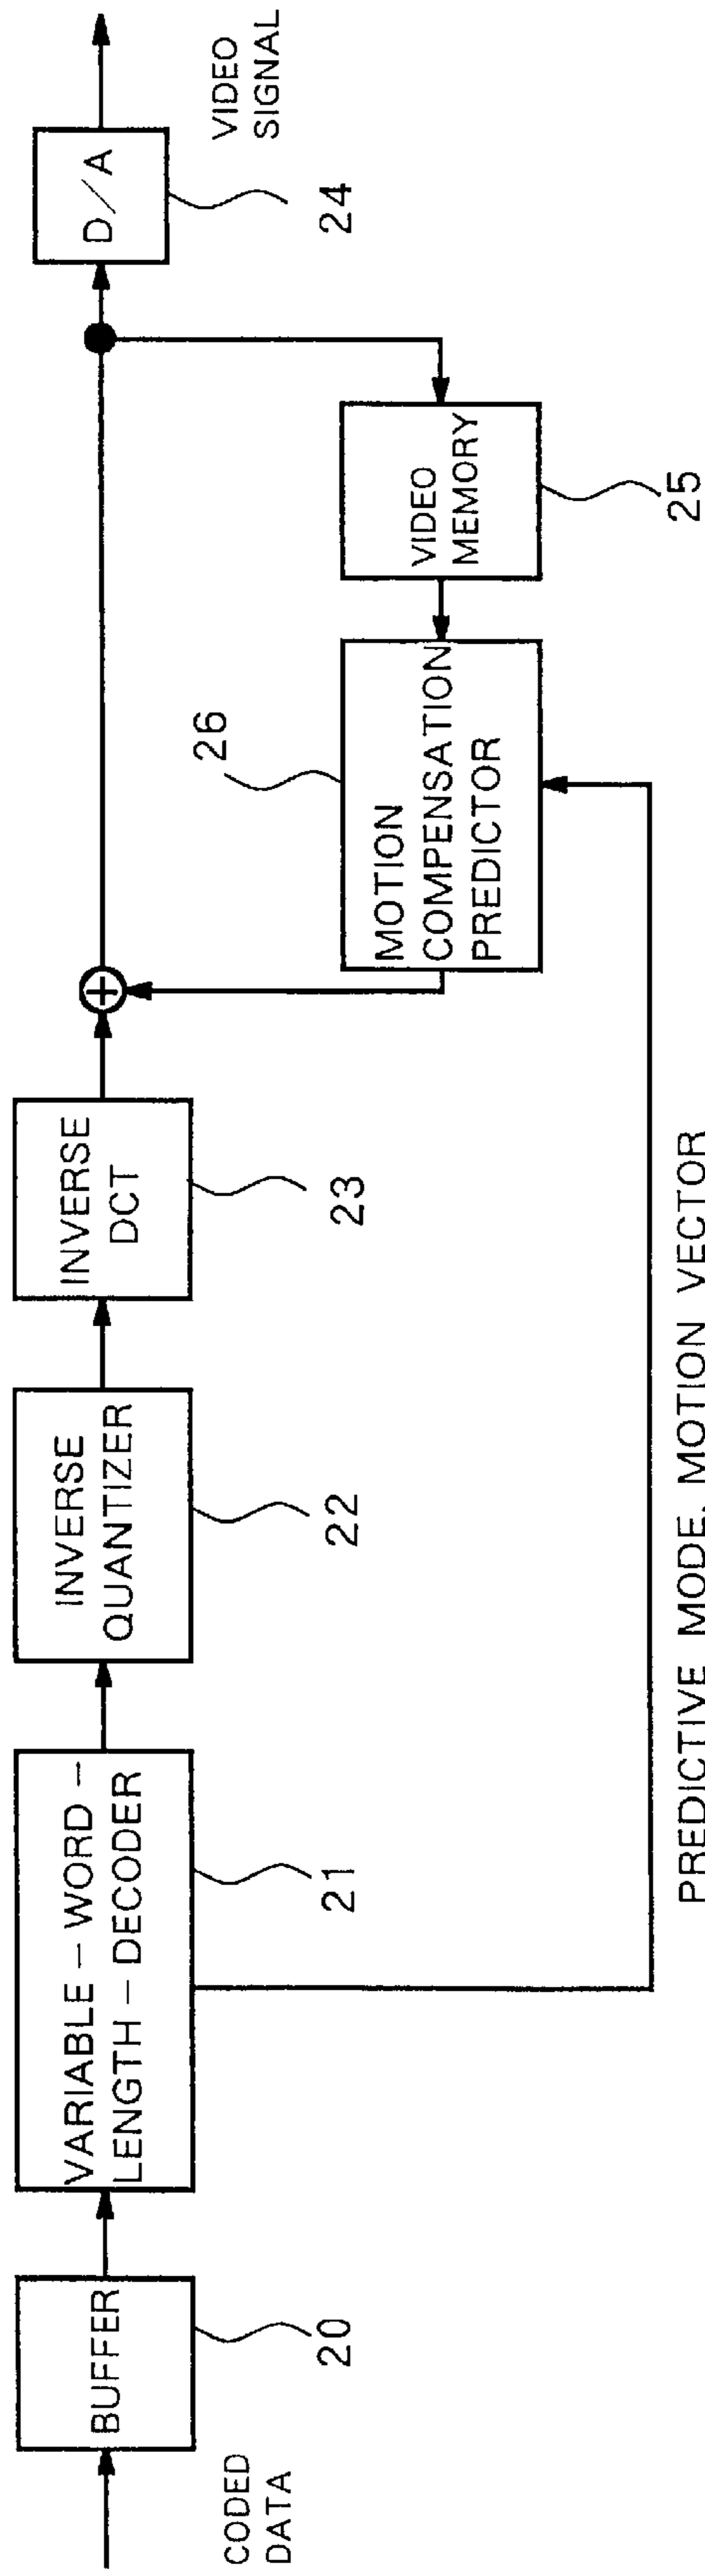 CODED
DATA
BUFFER
20
VARIABLE-WORD-
LENGTH-DECODER
21
INVERSE
QUANTIZER
22
INVERSE
DCT
23
+
D/A
24
VIDEO
SIGNAL
26
MOTION
COMPENSATION
PREDICTOR
VIDEO
MEMORY
25
PREDICTIVE MODE, MOTION VECTOR